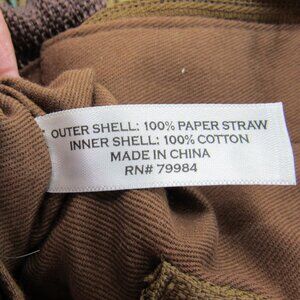 OUTER SHELL: 100% PAPER STRAW
INNER SHELL: 100% COTTON
MADE IN CHINA
RN# 79984